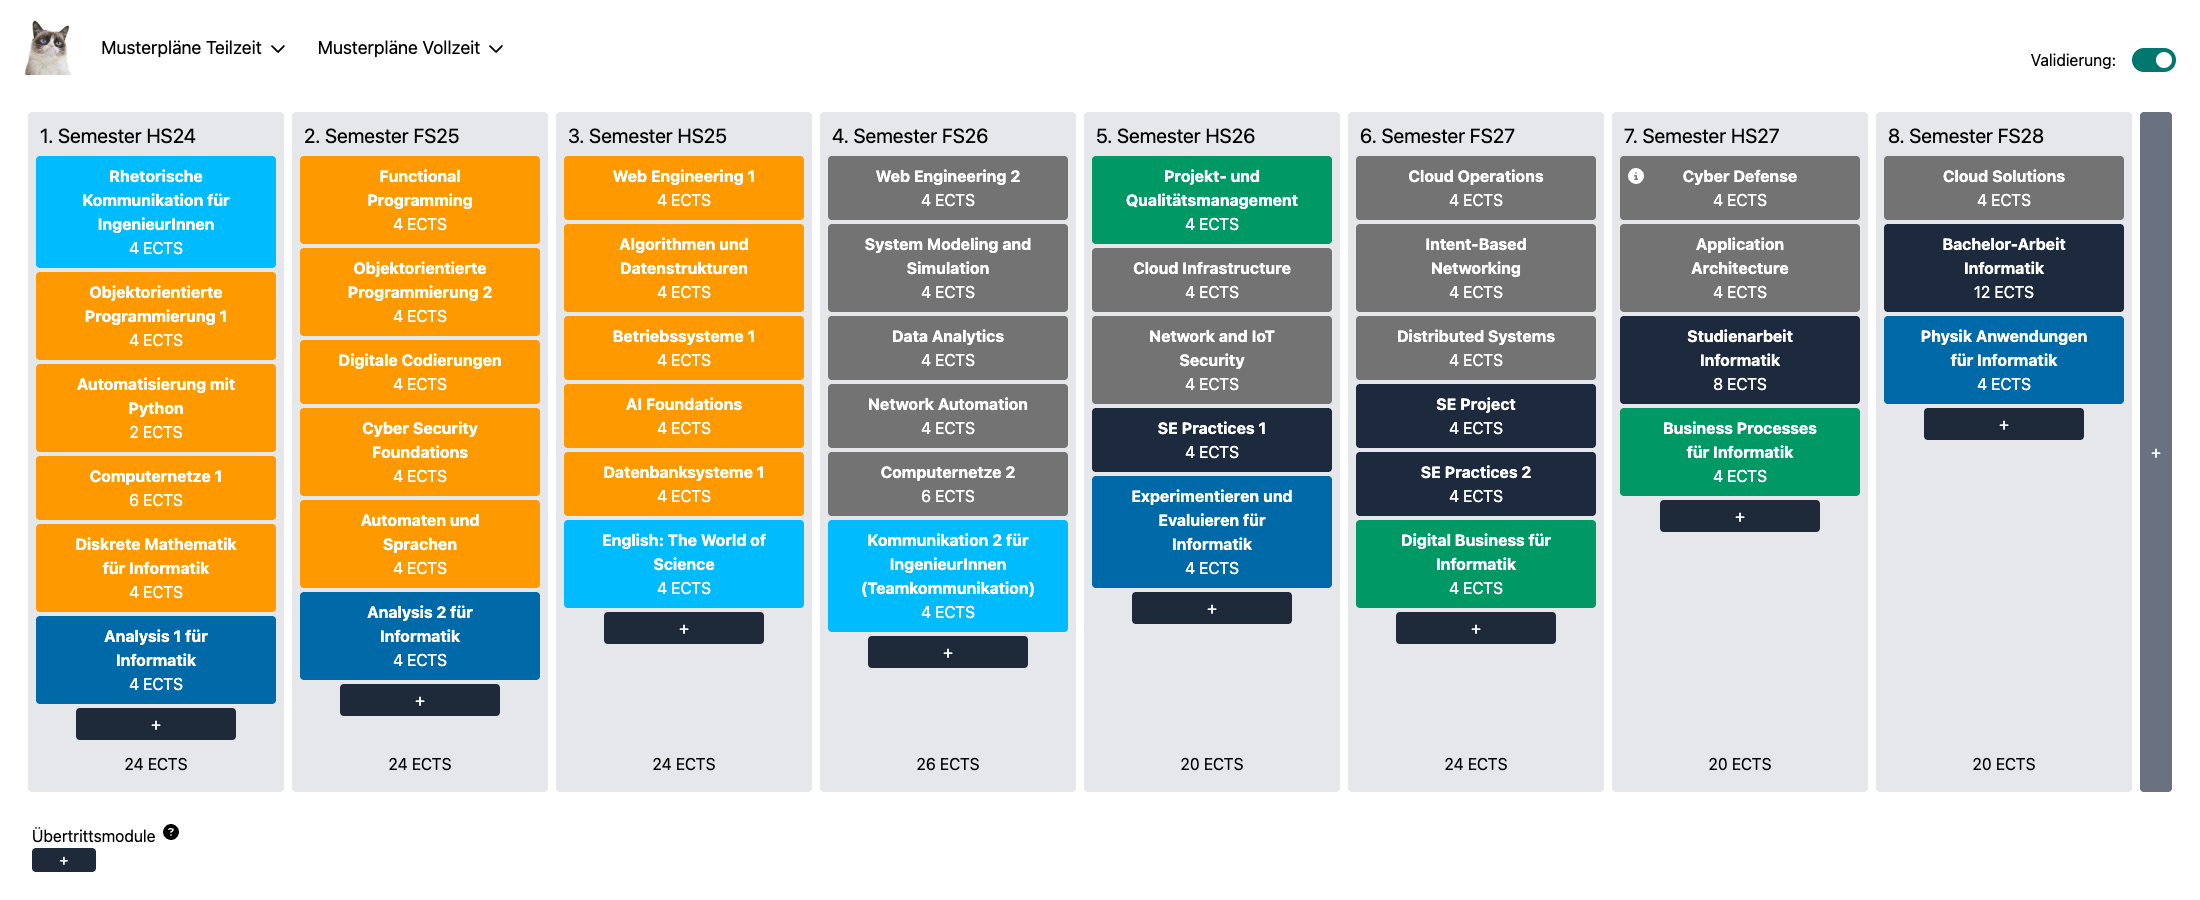 Musterpläne Teilzeit
Musterpläne Vollzeit
Validierung:
1. Semester HS24
Rhetorische
Kommunikation für
IngenieurInnen
4 ECTS
Objektorientierte
Programmierung 1
4 ECTS
Automatisierung mit
Python
2 ECTS
Computernetze 1
6 ECTS
Diskrete Mathematik
für Informatik
4 ECTS
Analysis 1 für
Informatik
4 ECTS
+
24 ECTS
2. Semester FS25
Functional
Programming
4 ECTS
Objektorientierte
Programmierung 2
4 ECTS
Digitale Codierungen
4 ECTS
Cyber Security
Foundations
4 ECTS
Automaten und
Sprachen
4 ECTS
Analysis 2 für
Informatik
4 ECTS
+
24 ECTS
3. Semester HS25
Web Engineering 1
4 ECTS
Algorithmen und
Datenstrukturen
4 ECTS
Betriebssysteme 1
4 ECTS
AI Foundations
4 ECTS
Datenbanksysteme 1
4 ECTS
English: The World of
Science
4 ECTS
+
24 ECTS
4. Semester FS26
Web Engineering 2
4 ECTS
System Modeling and
Simulation
4 ECTS
Data Analytics
4 ECTS
Network Automation
4 ECTS
Computernetze 2
6 ECTS
Kommunikation 2 für
IngenieurInnen
(Teamkommunikation)
4 ECTS
+
26 ECTS
5. Semester HS26
Projekt- und
Qualitätsmanagement
4 ECTS
Cloud Infrastructure
4 ECTS
Network and IoT
Security
4 ECTS
SE Practices 1
4 ECTS
Experimentieren und
Evaluieren für
Informatik
4 ECTS
+
20 ECTS
6. Semester FS27
Cloud Operations
4 ECTS
Intent-Based
Networking
4 ECTS
Distributed Systems
4 ECTS
SE Project
4 ECTS
SE Practices 2
4 ECTS
Digital Business für
Informatik
4 ECTS
+
24 ECTS
7. Semester HS27
i
Cyber Defense
4 ECTS
Application
Architecture
4 ECTS
Studienarbeit
Informatik
8 ECTS
Business Processes
für Informatik
4 ECTS
+
20 ECTS
8. Semester FS28
Cloud Solutions
4 ECTS
Bachelor-Arbeit
Informatik
12 ECTS
Physik Anwendungen
für Informatik
4 ECTS
+
20 ECTS
+
Übertrittsmodule ?
+